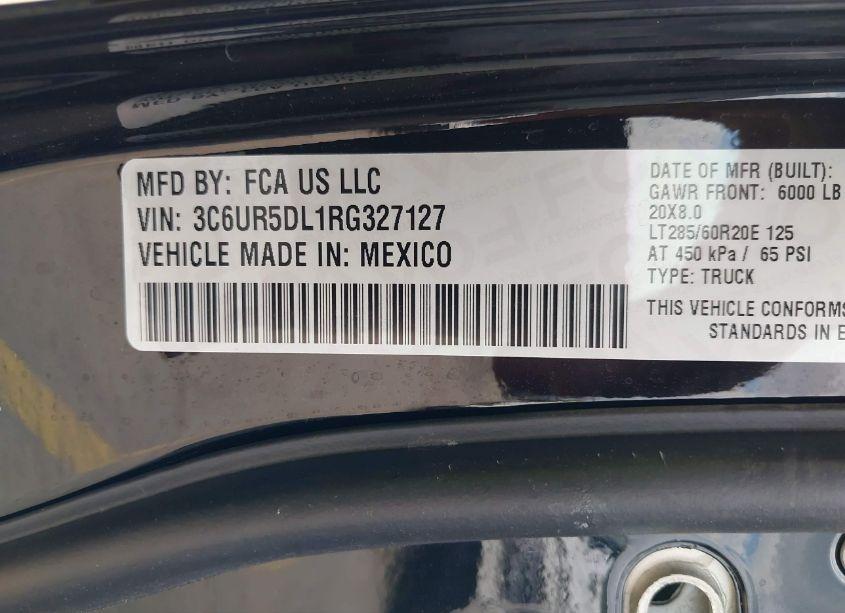 MFD BY: FCA US LLC
VIN: 3C6UR5DL1RG327127
VEHICLE MADE IN: MEXICO
DATE OF MFR (BUILT):
GAWR FRONT: 6000 LB
20X8.0
LT285/60R20E 125
AT 450 kPa / 65 PSI
TYPE: TRUCK
THIS VEHICLE CONFORMS
STANDARDS IN E